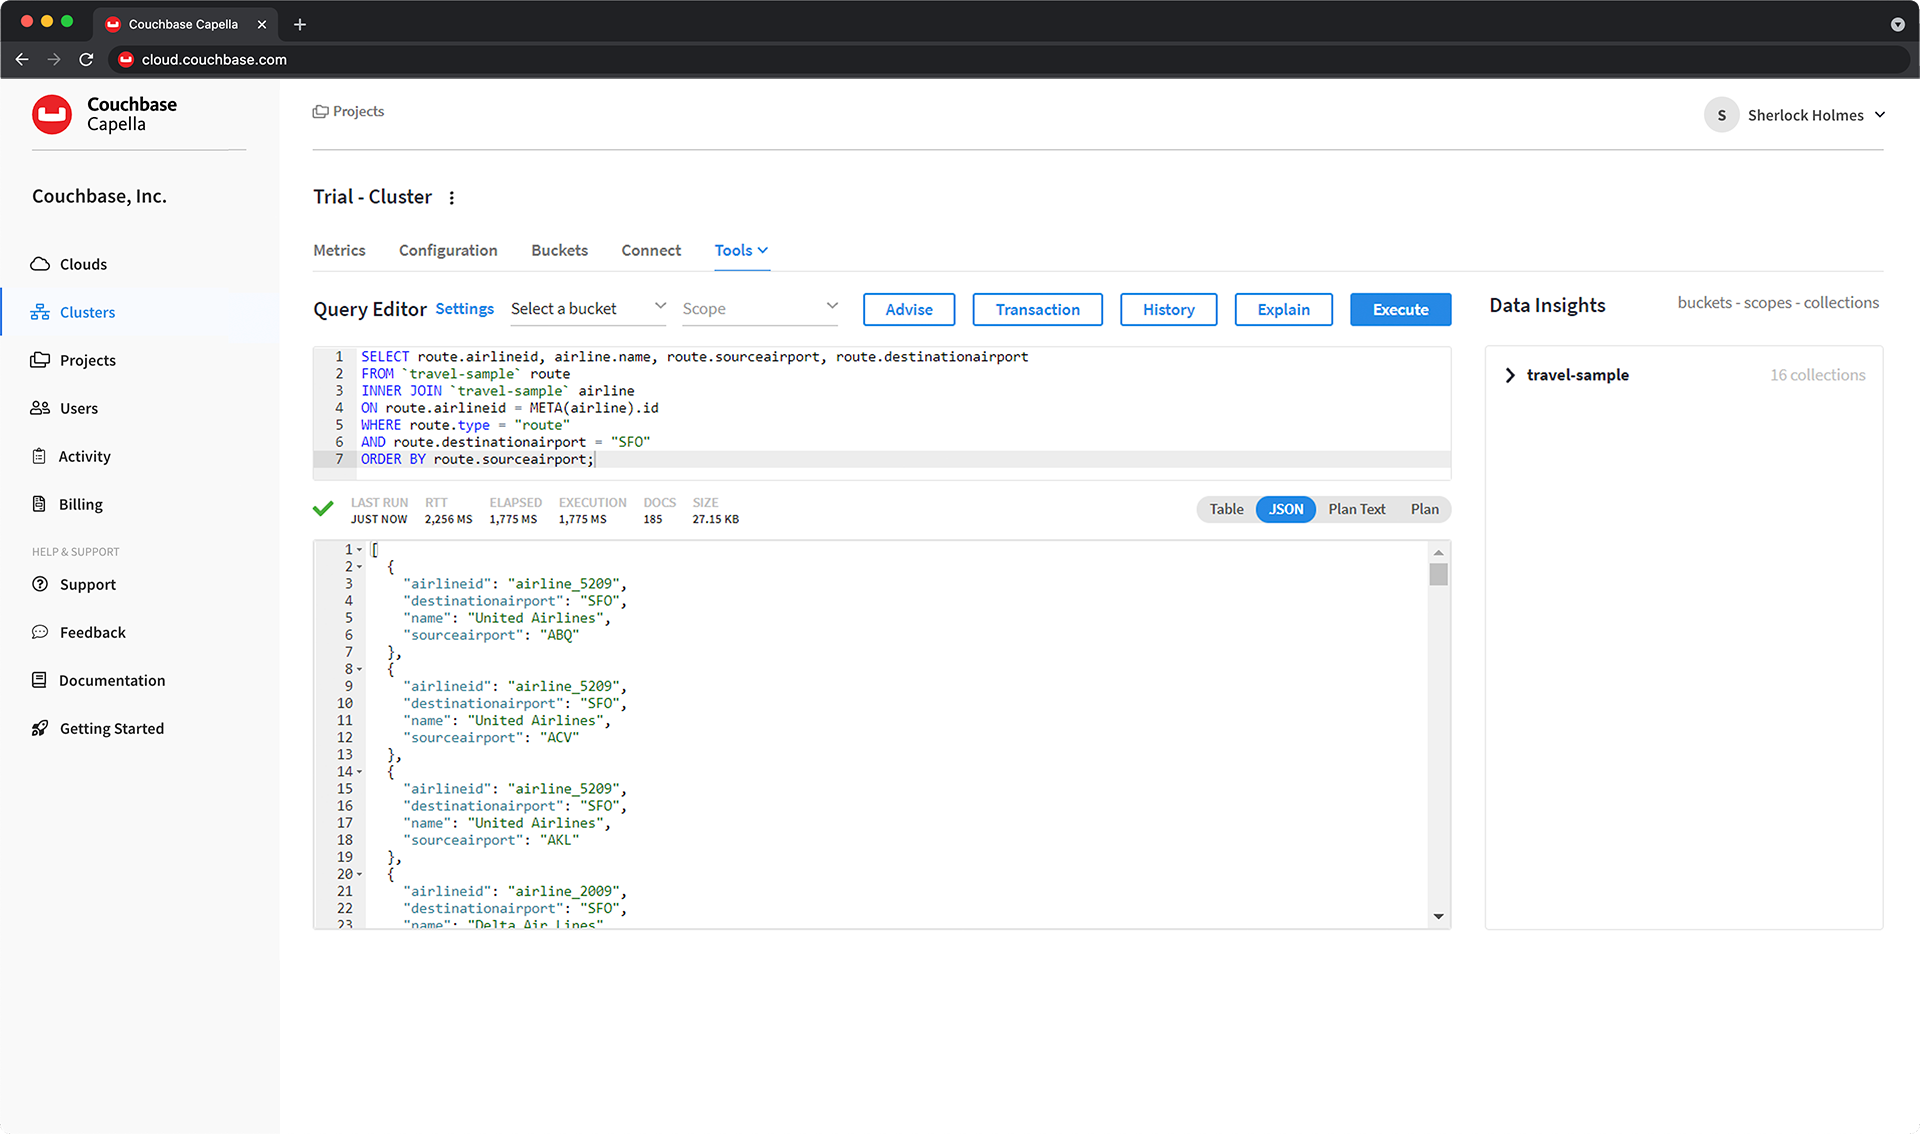 Couchbase Capella
cloud.couchbase.com
Couchbase
Capella
Projects
S Sherlock Holmes
Couchbase, Inc.
Clouds
Clusters
Projects
Users
Activity
Billing
HELP & SUPPORT
Support
Feedback
Documentation
Getting Started
Trial - Cluster
Metrics Configuration Buckets Connect Tools
Query Editor Settings Select a bucket Scope Advise Transaction History Explain Execute
1 SELECT route.airlineid, airline.name, route.sourceairport, route.destinationairport
2 FROM `travel-sample` route
3 INNER JOIN `travel-sample` airline
4 ON route.airlineid = META(airline).id
5 WHERE route.type = "route"
6 AND route.destinationairport = "SFO"
7 ORDER BY route.sourceairport;
LAST RUN RTT ELAPSED EXECUTION DOCS SIZE
JUST NOW 2,256 MS 1,775 MS 1,775 MS 185 27.15 KB
Table JSON Plan Text Plan
1 [
2 {
3 "airlineid": "airline_5209",
4 "destinationairport": "SFO",
5 "name": "United Airlines",
6 "sourceairport": "ABQ"
7 },
8 {
9 "airlineid": "airline_5209",
10 "destinationairport": "SFO",
11 "name": "United Airlines",
12 "sourceairport": "ACV"
13 },
14 {
15 "airlineid": "airline_5209",
16 "destinationairport": "SFO",
17 "name": "United Airlines",
18 "sourceairport": "AKL"
19 },
20 {
21 "airlineid": "airline_2009",
22 "destinationairport": "SFO",
23 "name": "Delta Air Lines"
Data Insights buckets - scopes - collections
travel-sample 16 collections